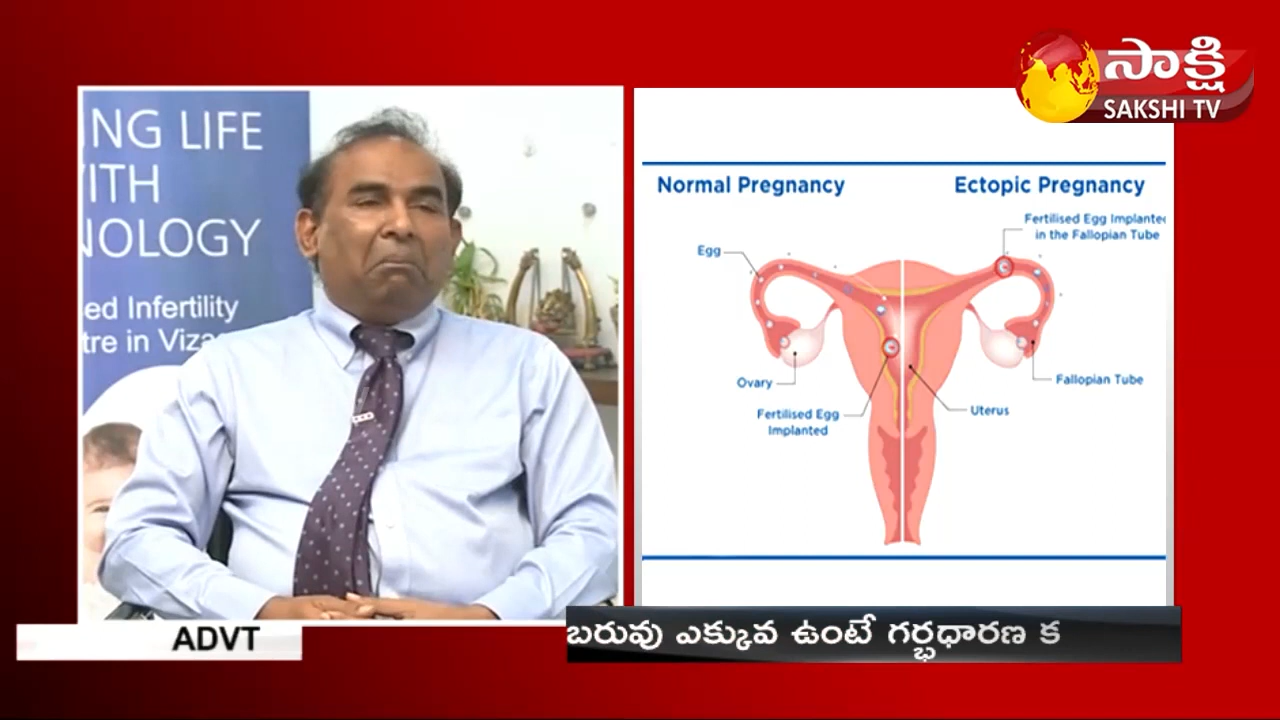 సాక్షి
SAKSHI TV
ING LIFE
ITH
NOLOGY
ed Infertility
tre in Viza
Normal Pregnancy
Ectopic Pregnancy
Fertilised Egg Implanted
in the Fallopian Tube
Egg
Ovary
Fallopian Tube
Fertilised Egg
Implanted
Uterus
ADVT
బరువు ఎక్కువ ఉంటే గర్భధారణ క